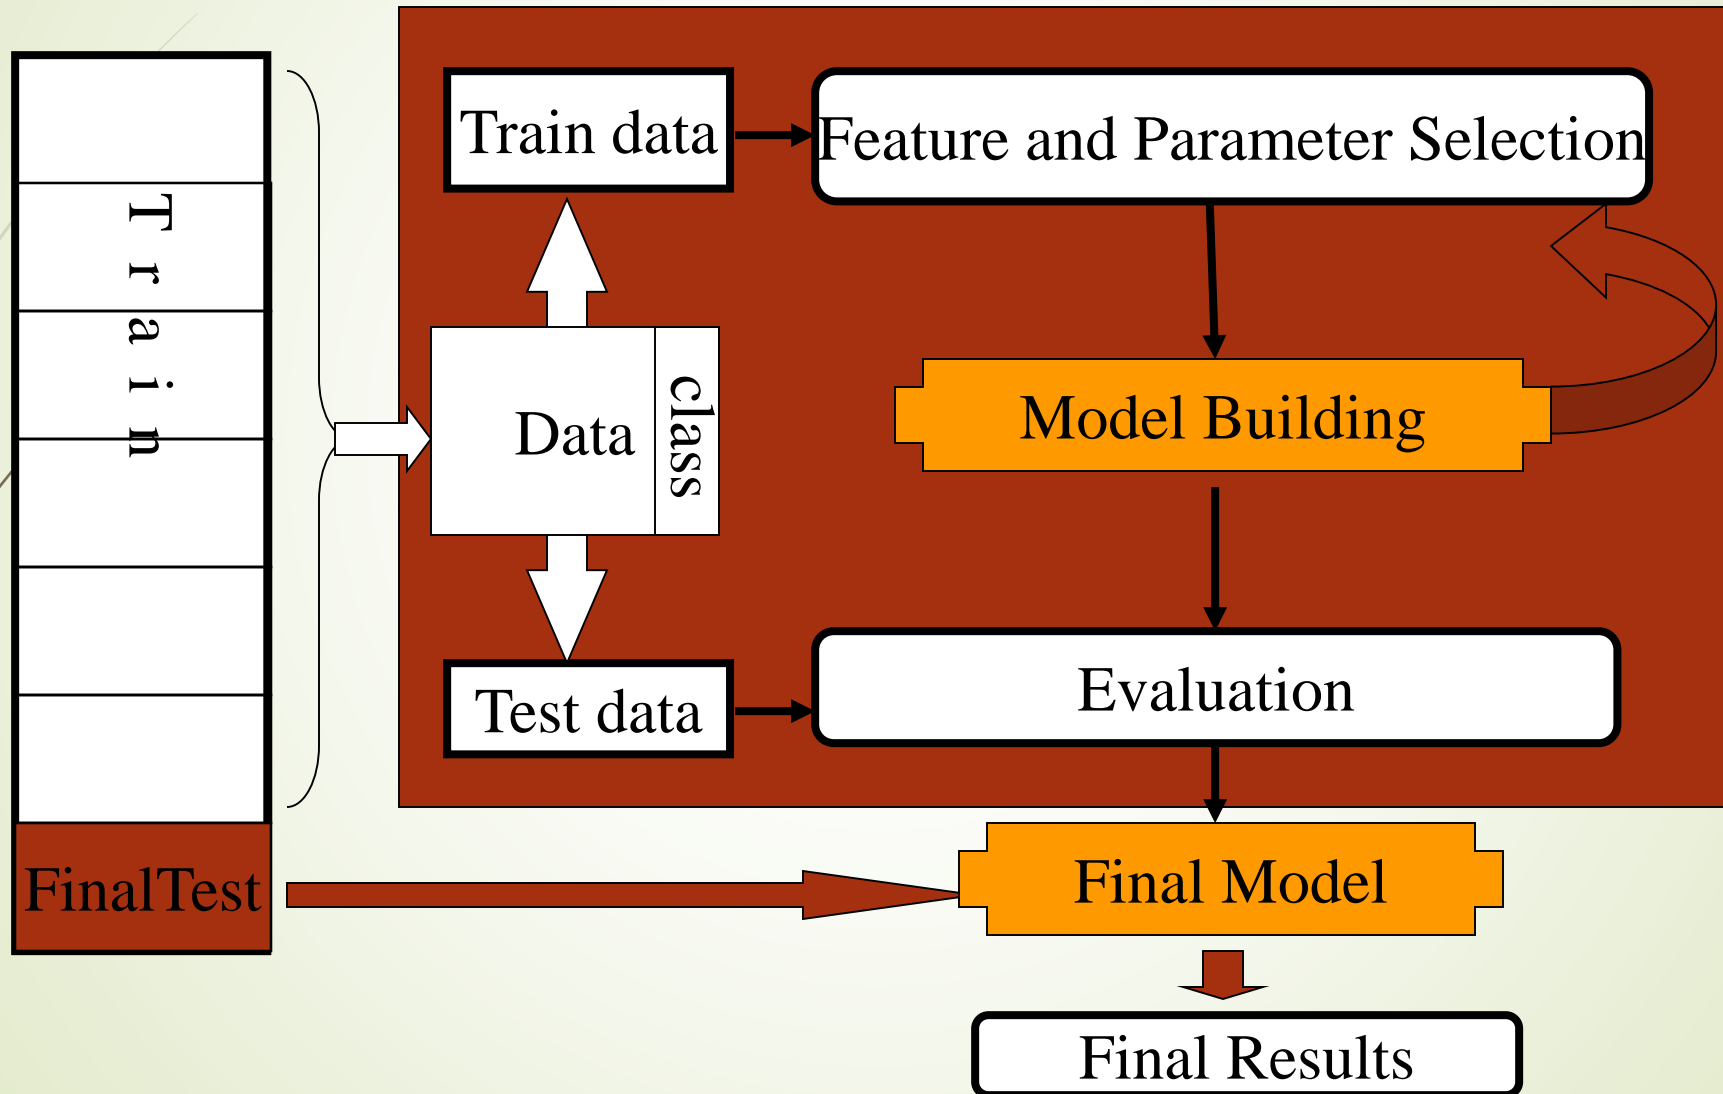 Train
FinalTest
Train data
Feature and Parameter Selection
Data
class
Model Building
Test data
Evaluation
Final Model
Final Results